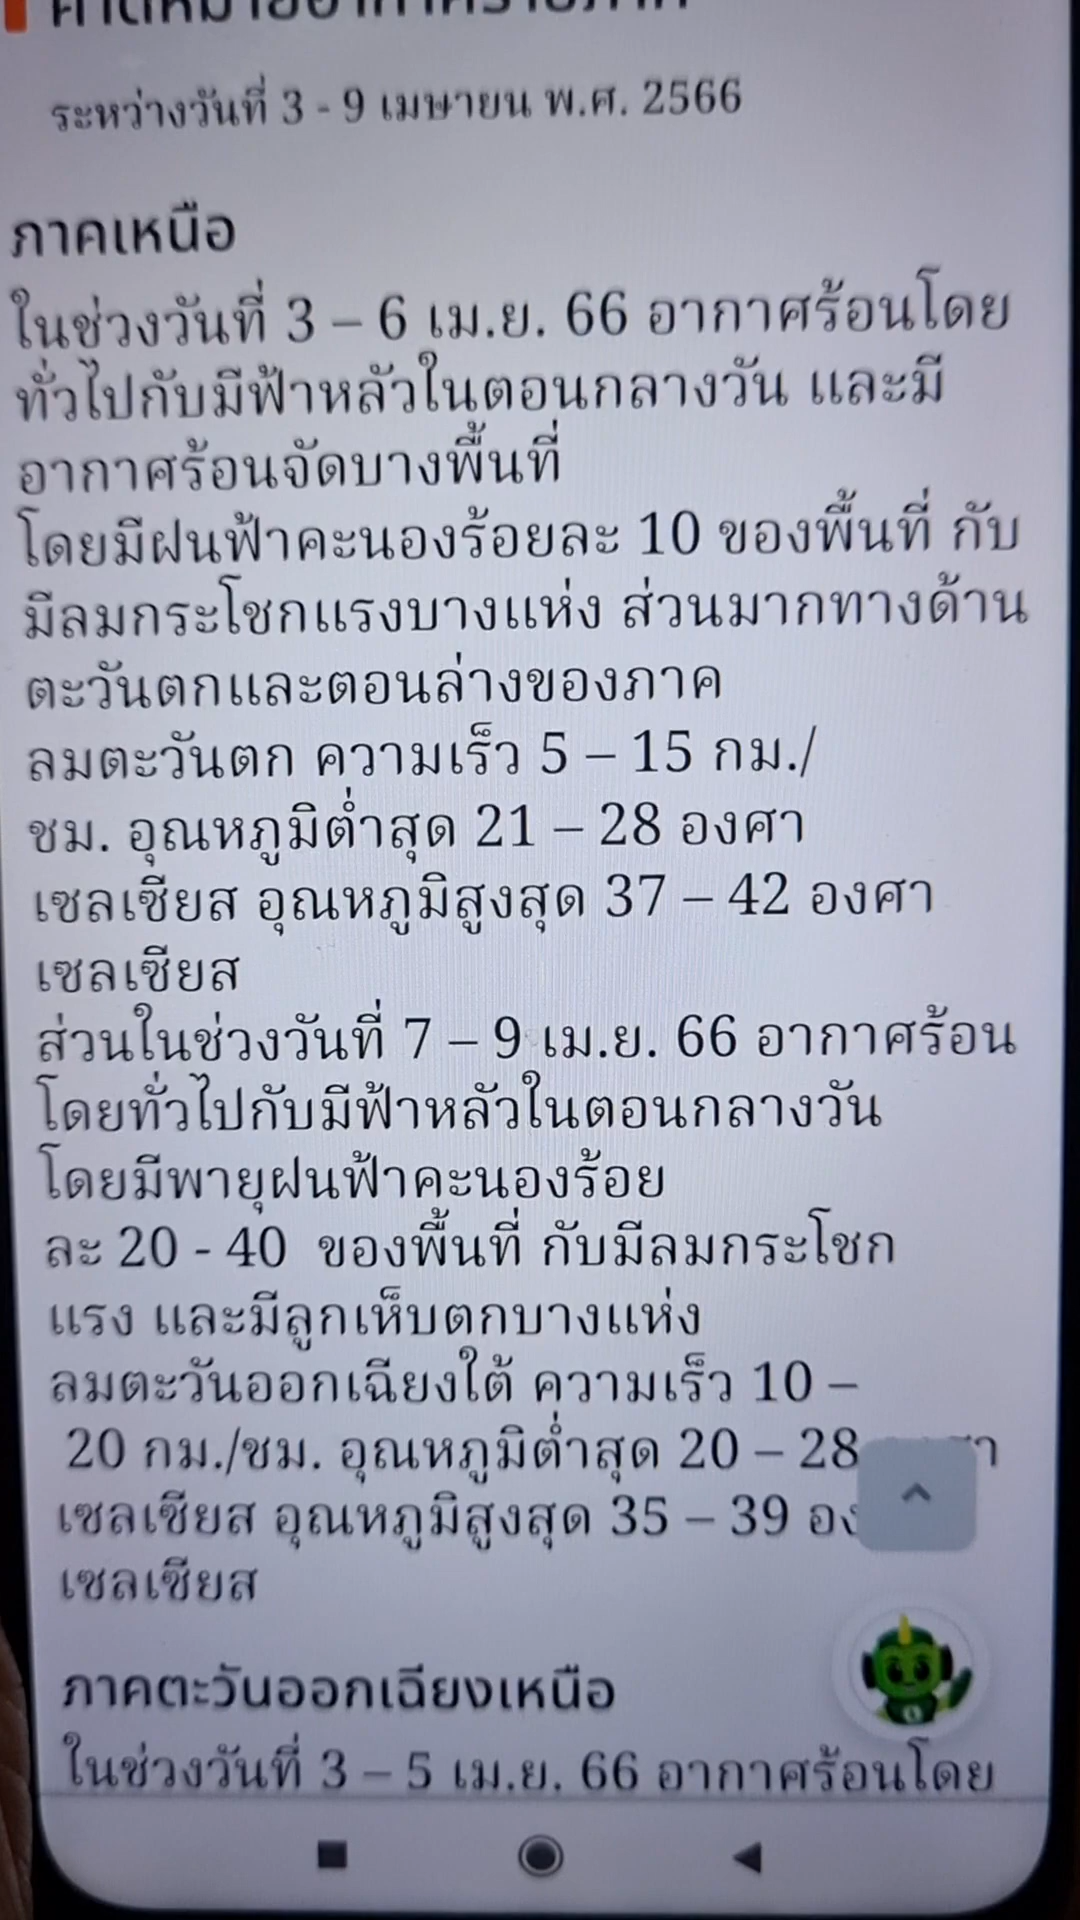 ระหว่างวันที่ 3 - 9 เมษายน พ.ศ. 2566
ภาคเหนือ
ในช่วงวันที่ 3 – 6 เม.ย. 66 อากาศร้อนโดย
ทั่วไปกับมีฟ้าหลัวในตอนกลางวัน และมี
อากาศร้อนจัดบางพื้นที่
โดยมีฝนฟ้าคะนองร้อยละ 10 ของพื้นที่ กับ
มีลมกระโชกแรงบางแห่ง ส่วนมากทางด้าน
ตะวันตกและตอนล่างของภาค
ลมตะวันตก ความเร็ว 5 – 15 กม./
ชม. อุณหภูมิต่ำสุด 21 – 28 องศา
เซลเซียส อุณหภูมิสูงสุด 37 – 42 องศา
เซลเซียส
ส่วนในช่วงวันที่ 7 – 9 เม.ย. 66 อากาศร้อน
โดยทั่วไปกับมีฟ้าหลัวในตอนกลางวัน
โดยมีพายุฝนฟ้าคะนองร้อย
ละ 20 - 40 ของพื้นที่ กับมีลมกระโชก
แรง และมีลูกเห็บตกบางแห่ง
ลมตะวันออกเฉียงใต้ ความเร็ว 10 –
20 กม./ชม. อุณหภูมิต่ำสุด 20 – 28
เซลเซียส อุณหภูมิสูงสุด 35 – 39
เซลเซียส
ภาคตะวันออกเฉียงเหนือ
ในช่วงวันที่ 3 – 5 เม.ย. 66 อากาศร้อนโดย